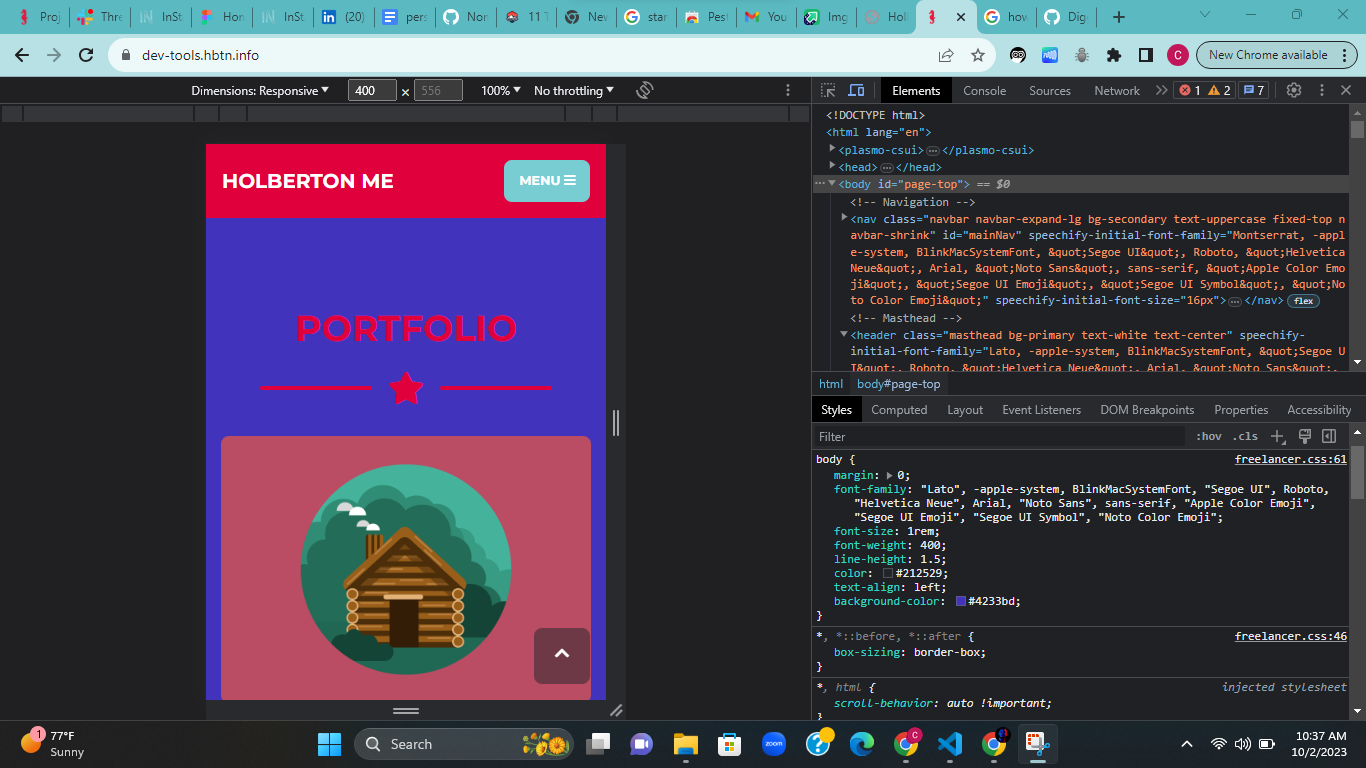 Proj
Thre
InSt
Hon
InSt
(20)
pers
Nor
11 T
New
star
Pesl
You
Img
Holl
how
Dig
dev-tools.hbtn.info
C
New Chrome available
Dimensions: Responsive
400
×
556
100%
No throttling
Elements
Console
Sources
Network
1
2
7
HOLBERTON ME
MENU
PORTFOLIO
<!DOCTYPE html>
<html lang="en">
<plasmo-csui> ⋯ </plasmo-csui>
<head> ⋯ </head>
<body id="page-top"> == $0
<!-- Navigation -->
<nav class="navbar navbar-expand-lg bg-secondary text-uppercase fixed-top n
avbar-shrink" id="mainNav" speechify-initial-font-family="Montserrat, -appl
e-system, BlinkMacSystemFont, &quot;Segoe UI&quot;, Roboto, &quot;Helvetica
Neue&quot;, Arial, &quot;Noto Sans&quot;, sans-serif, &quot;Apple Color Emo
ji&quot;, &quot;Segoe UI Emoji&quot;, &quot;Segoe UI Symbol&quot;, &quot;No
to Color Emoji&quot;" speechify-initial-font-size="16px"> ⋯ </nav> flex
<!-- Masthead -->
<header class="masthead bg-primary text-white text-center" speechify-
initial-font-family="Lato, -apple-system, BlinkMacSystemFont, &quot;Segoe U
I&quot;, Roboto, &quot;Helvetica Neue&quot;, Arial, &quot;Noto Sans&quot;,
html
body#page-top
Styles
Computed
Layout
Event Listeners
DOM Breakpoints
Properties
Accessibility
Filter
:hov
.cls
body {
freelancer.css:61
margin: 0;
font-family: "Lato", -apple-system, BlinkMacSystemFont, "Segoe UI", Roboto,
"Helvetica Neue", Arial, "Noto Sans", sans-serif, "Apple Color Emoji",
"Segoe UI Emoji", "Segoe UI Symbol", "Noto Color Emoji";
font-size: 1rem;
font-weight: 400;
line-height: 1.5;
color: #212529;
text-align: left;
background-color: #4233bd;
}
*, *::before, *::after {
freelancer.css:46
box-sizing: border-box;
}
*, html {
injected stylesheet
scroll-behavior: auto !important;
}
1
77°F
Sunny
Search
zoom
C
10:37 AM
10/2/2023